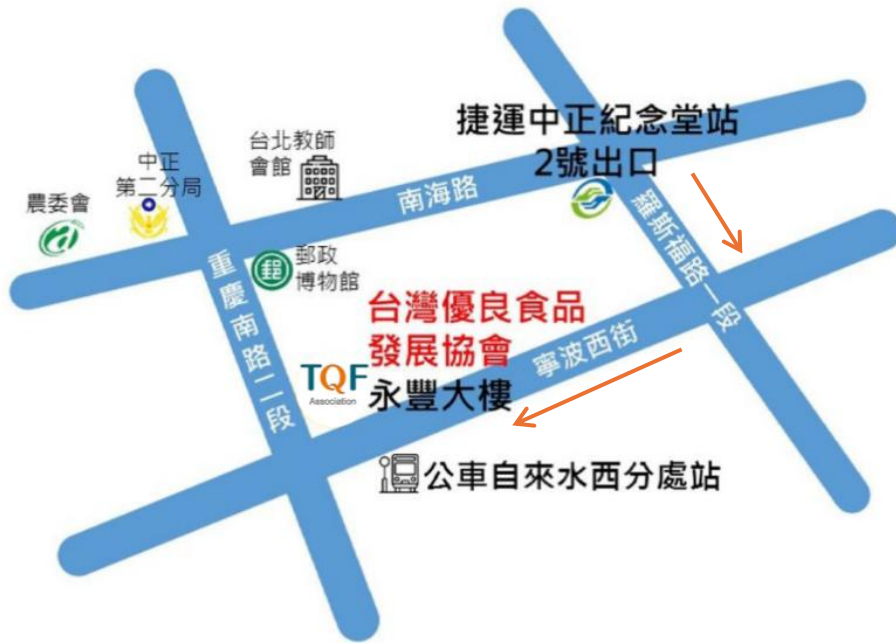 捷運中正紀念堂站
2號出口
台北教師
會館
中正
第二分局
農委會
南海路
羅斯福路一段
重慶南路二段
郵
郵政
博物館
台灣優良食品
發展協會
永豐大樓
TQF
Association
寧波西街
公車自來水西分處站